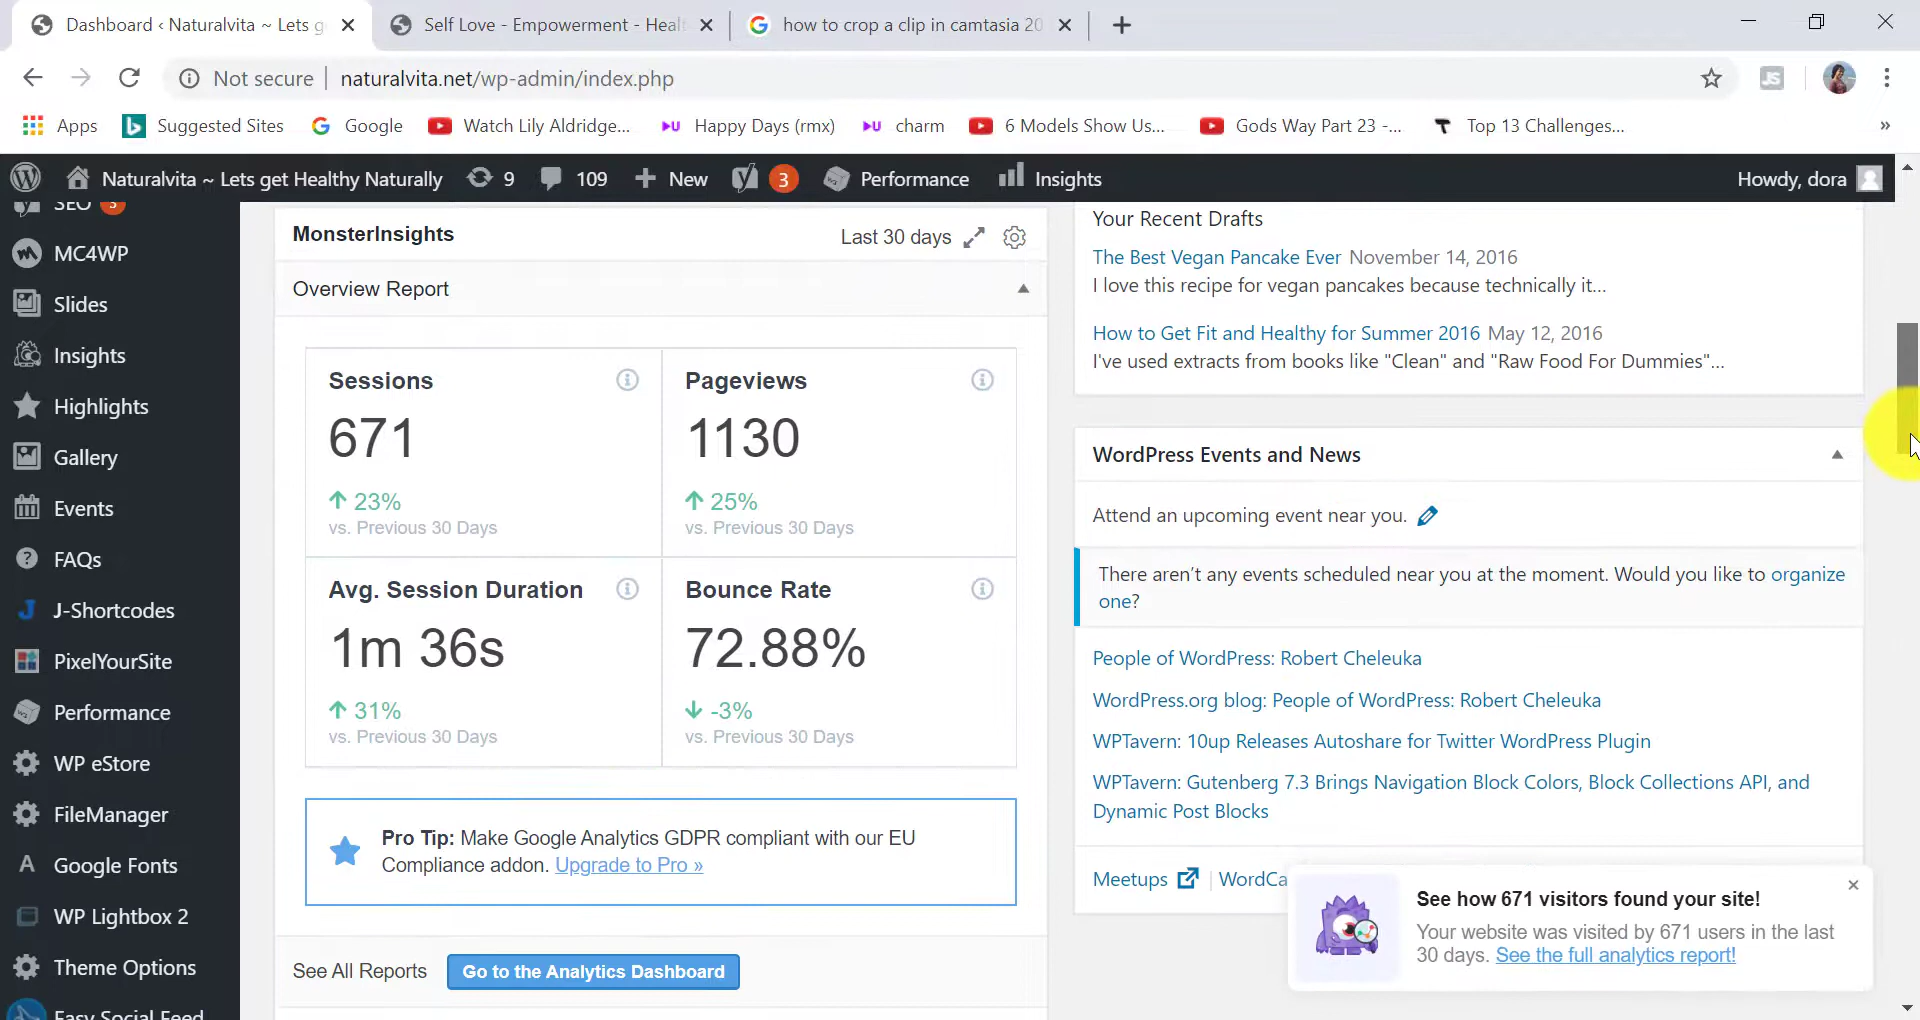 Dashboard ‹ Naturalvita ~ Lets g
Self Love - Empowerment - Heal
how to crop a clip in camtasia 20
Not secure
naturalvita.net/wp-admin/index.php
JS
Apps
Suggested Sites
Google
Watch Lily Aldridge...
Happy Days (rmx)
charm
6 Models Show Us...
Gods Way Part 23 -...
Top 13 Challenges...
»
Naturalvita ~ Lets get Healthy Naturally
9
109
New
3
Performance
Insights
Howdy, dora
SEO
MC4WP
Slides
Insights
Highlights
Gallery
Events
FAQs
J-Shortcodes
PixelYourSite
Performance
WP eStore
FileManager
Google Fonts
WP Lightbox 2
Theme Options
Easy Social Feed
MonsterInsights
Last 30 days
Overview Report
Sessions
671
23%
vs. Previous 30 Days
Pageviews
1130
25%
vs. Previous 30 Days
Avg. Session Duration
1m 36s
31%
vs. Previous 30 Days
Bounce Rate
72.88%
-3%
vs. Previous 30 Days
Pro Tip: Make Google Analytics GDPR compliant with our EU
Compliance addon. Upgrade to Pro »
See All Reports
Go to the Analytics Dashboard
Your Recent Drafts
The Best Vegan Pancake Ever November 14, 2016
I love this recipe for vegan pancakes because technically it...
How to Get Fit and Healthy for Summer 2016 May 12, 2016
I've used extracts from books like "Clean" and "Raw Food For Dummies"...
WordPress Events and News
Attend an upcoming event near you.
There aren't any events scheduled near you at the moment. Would you like to organize
one?
People of WordPress: Robert Cheleuka
WordPress.org blog: People of WordPress: Robert Cheleuka
WPTavern: 10up Releases Autoshare for Twitter WordPress Plugin
WPTavern: Gutenberg 7.3 Brings Navigation Block Colors, Block Collections API, and
Dynamic Post Blocks
Meetups
WordCa
See how 671 visitors found your site!
Your website was visited by 671 users in the last
30 days. See the full analytics report!